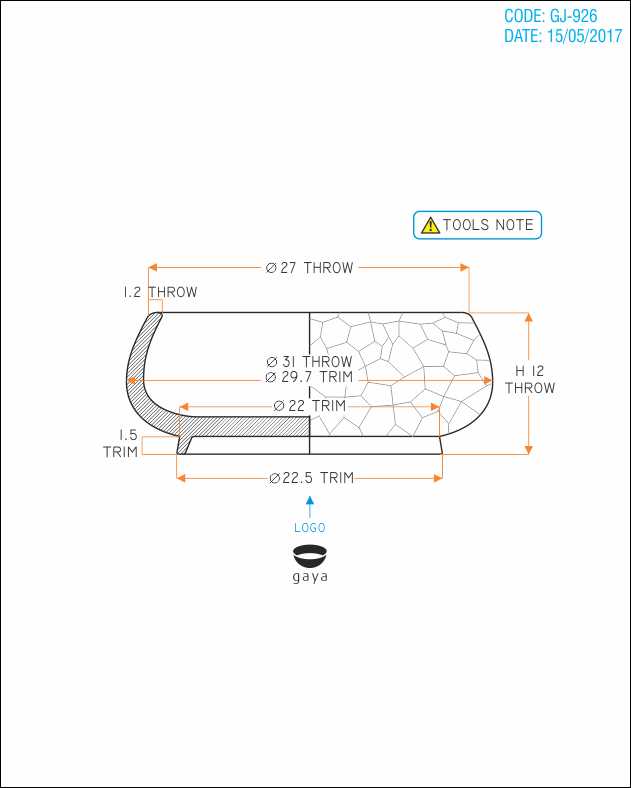 CODE: GJ-926
DATE: 15/05/2017
TOOLS NOTE
Ø 27 THROW
1.2 THROW
Ø 31 THROW
Ø 29.7 TRIM
H 12
THROW
Ø 22 TRIM
1.5
TRIM
Ø 22.5 TRIM
LOGO
gaya